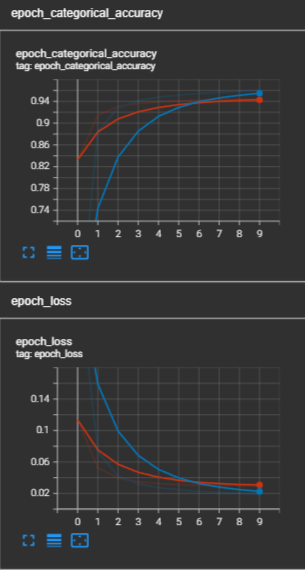 epoch_categorical_accuracy
epoch_categorical_accuracy
tag: epoch_categorical_accuracy
0.94
0.9
0.86
0.82
0.78
0.74
0 1 2 3 4 5 6 7 8 9
epoch_loss
epoch_loss
tag: epoch_loss
0.14
0.1
0.06
0.02
0 1 2 3 4 5 6 7 8 9